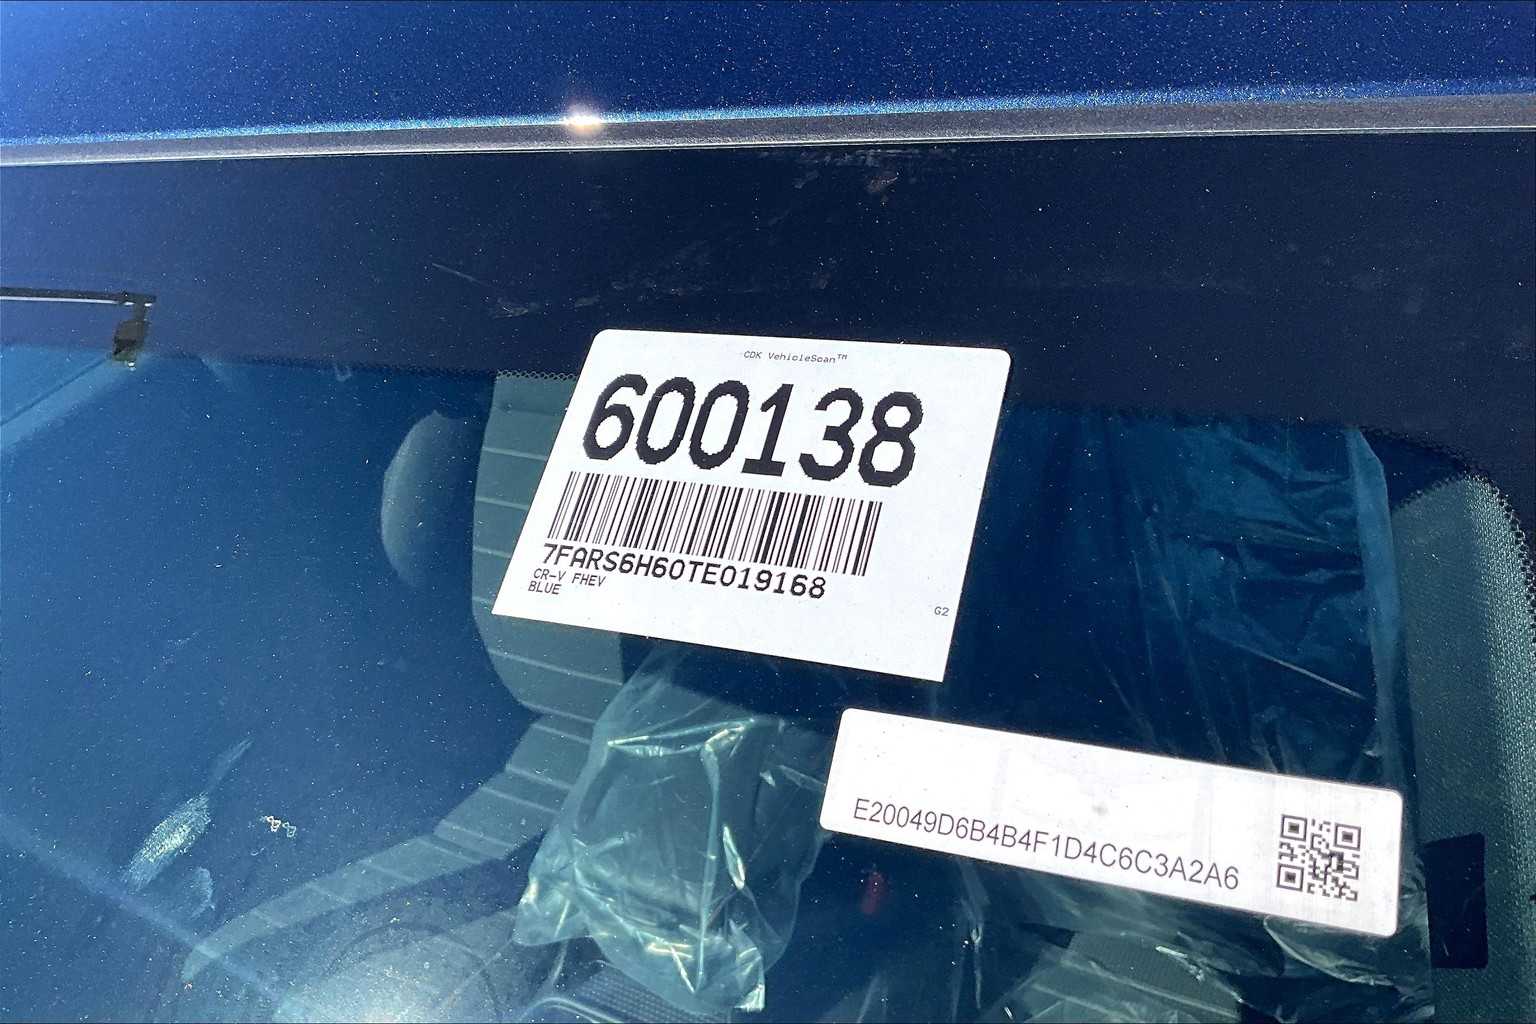 CDK VehicleScan™
600138
7FARS6H60TE019168
CR-V FHEV
BLUE
G2
E20049D6B4B4F1D4C6C3A2A6